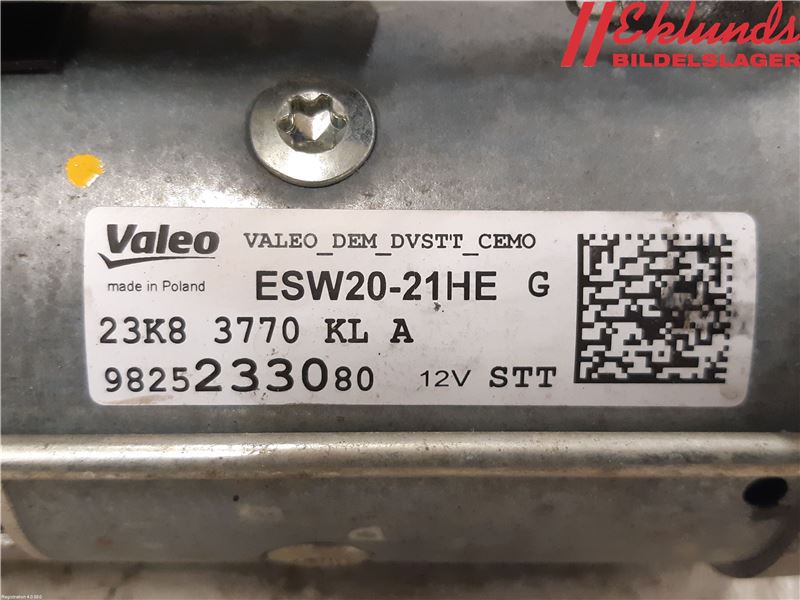 Eklunds
BILDELSLAGER
Valeo VALEO_DEM_DVSTT_CEMO
made in Poland ESW20-21HE G
23K8 3770 KL A
9825233080 12V STT